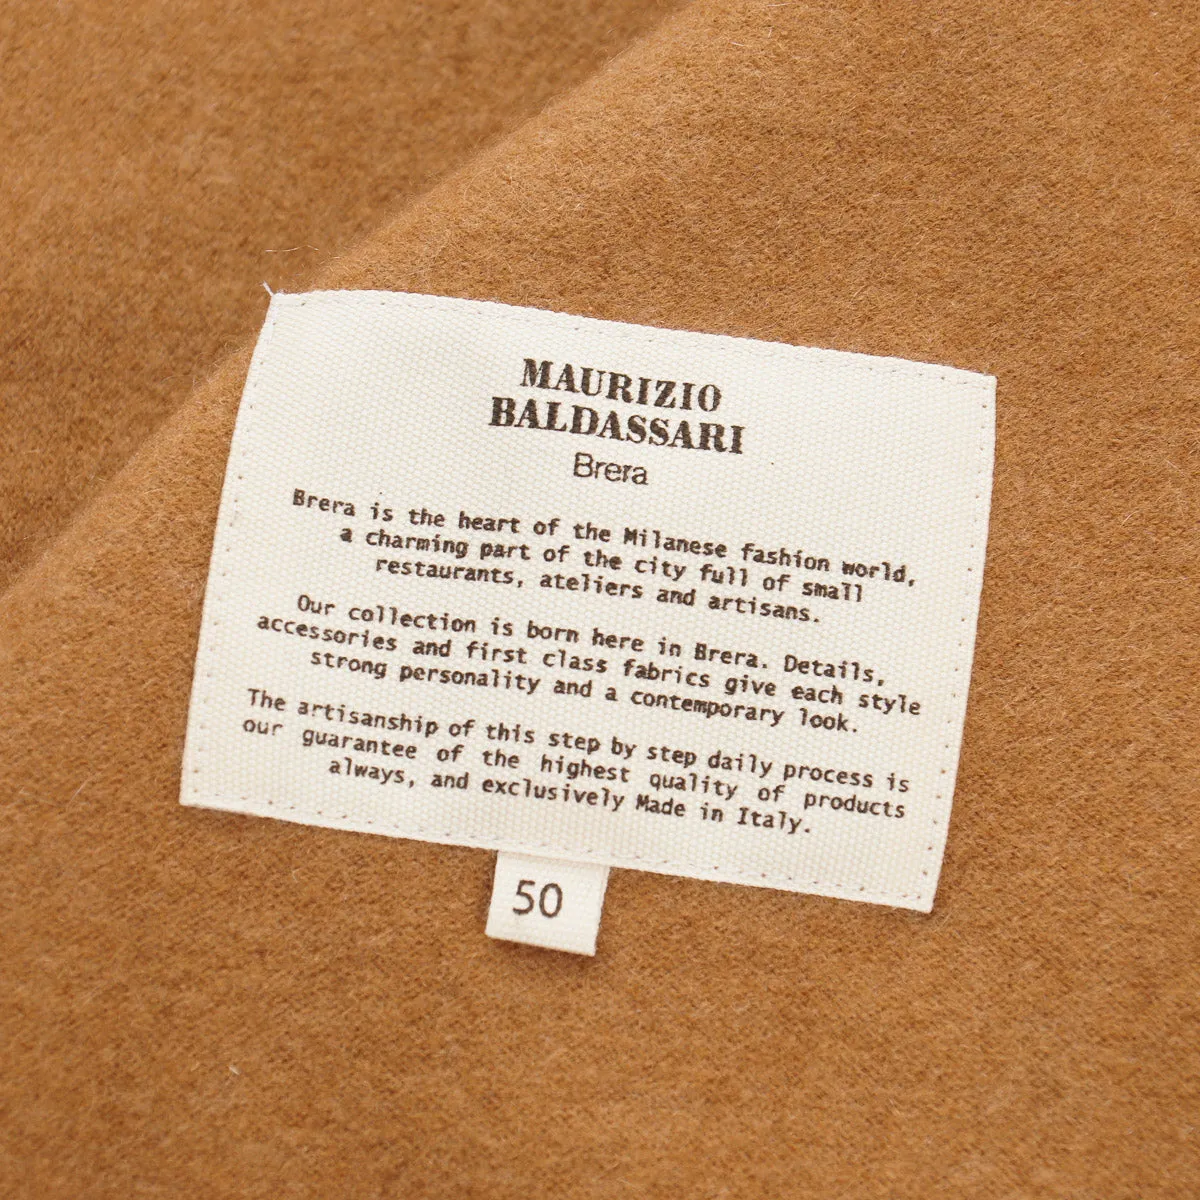 MAURIZIO
BALDASSARI
Brera
Brera is the heart of the Milanese fashion world,
a charming part of the city full of small
restaurants, ateliers and artisans.
Our collection is born here in Brera. Details,
accessories and first class fabrics give each style
strong personality and a contemporary look.
The artisanship of this step by step daily process is
our guarantee of the highest quality of products
always, and exclusively Made in Italy.
50